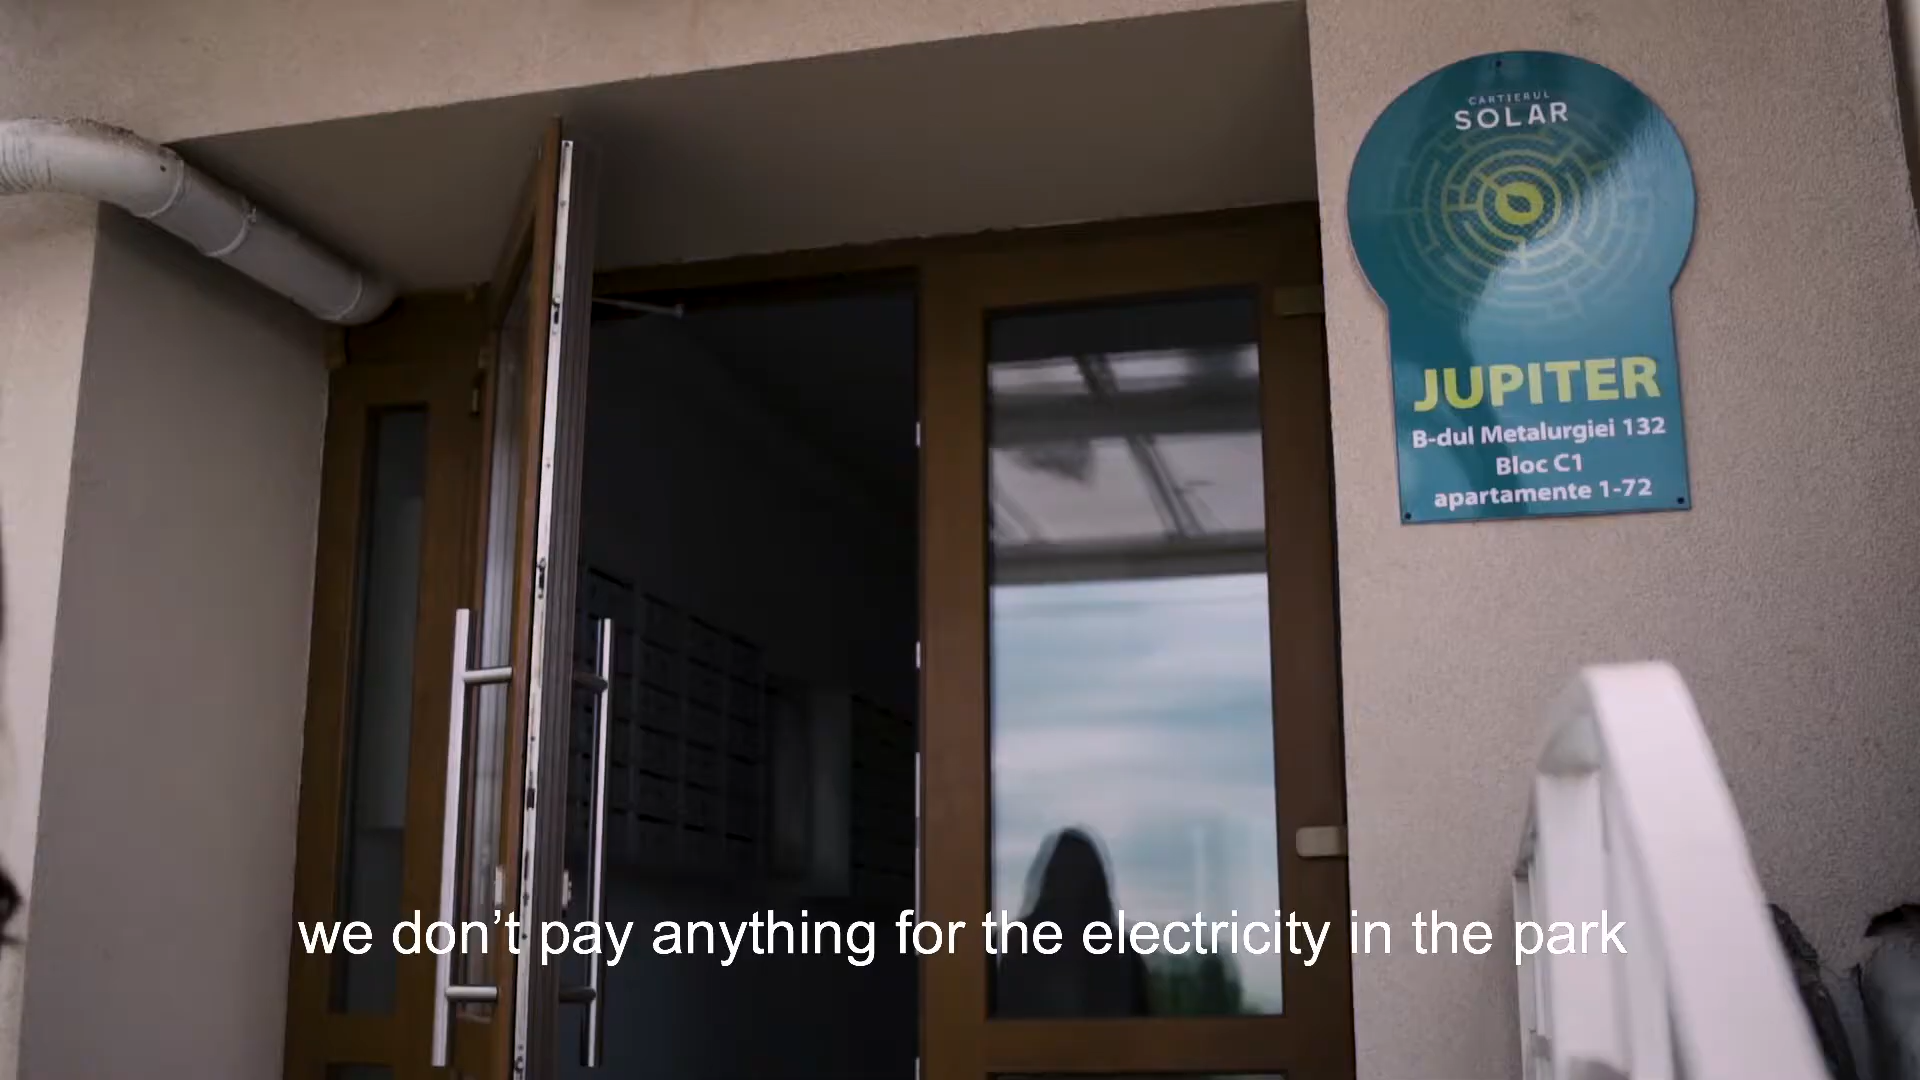 CARTIERUL
SOLAR
JUPITER
B-dul Metalurgiei 132
Bloc C1
apartamente 1-72
we don't pay anything for the electricity in the park